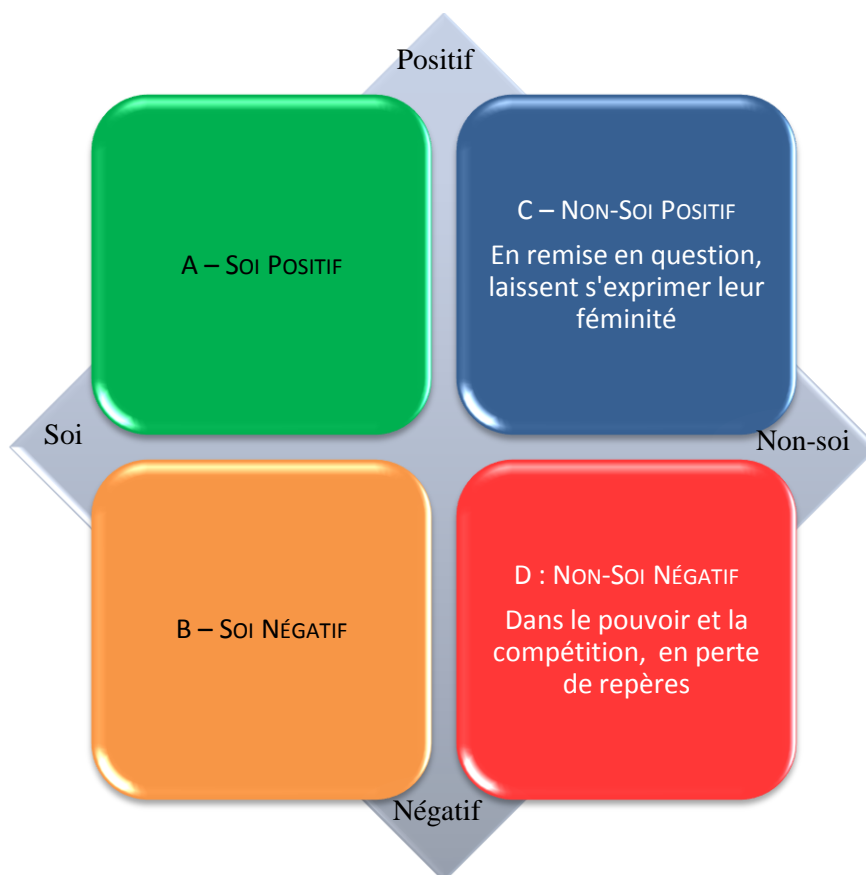 Positif
A – Soi Positif
C – Non-Soi Positif
En remise en question,
laissent s'exprimer leur
féminité
Soi
Non-soi
B – Soi Négatif
D : Non-Soi Négatif
Dans le pouvoir et la
compétition, en perte
de repères
Négatif